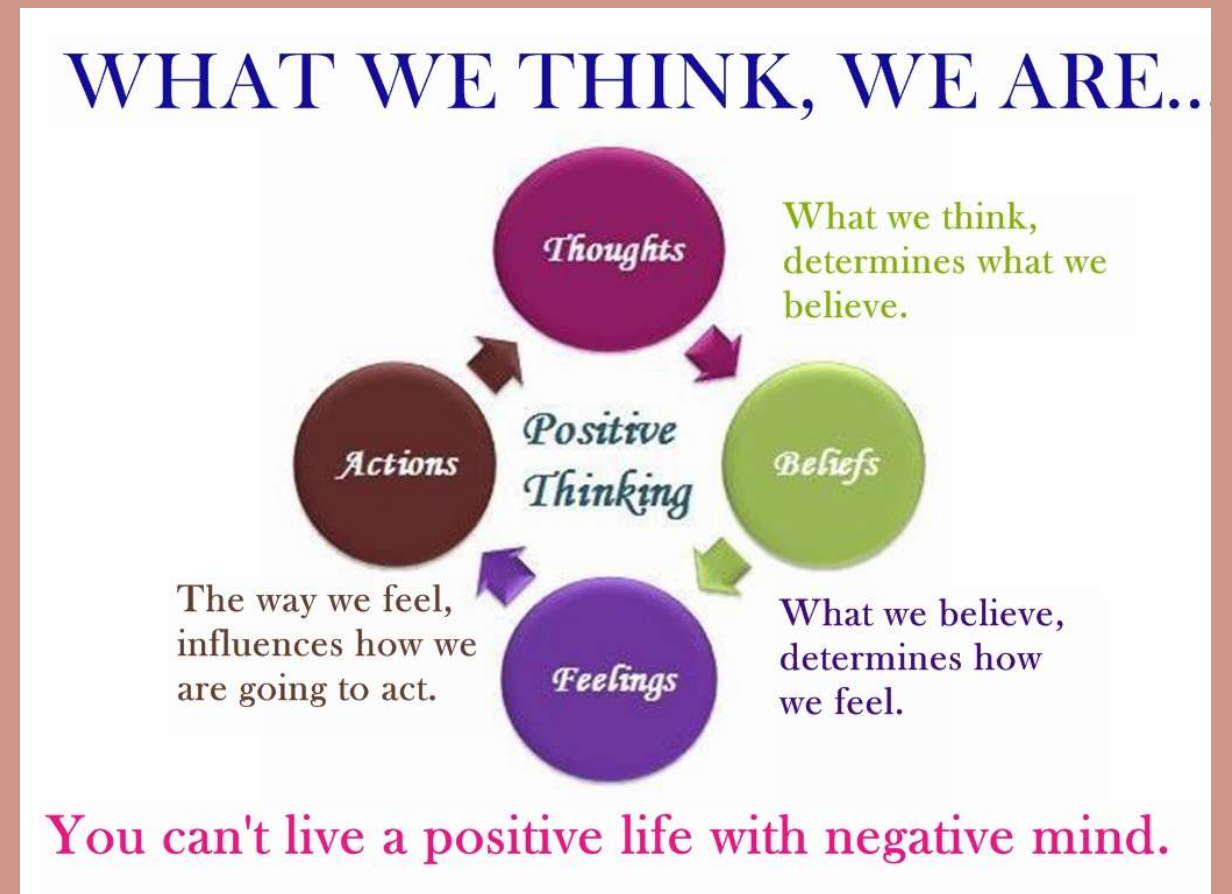 WHAT WE THINK, WE ARE...
Thoughts
What we think,
determines what we
believe.
Actions
Positive
Thinking
Beliefs
The way we feel,
influences how we
are going to act.
Feelings
What we believe,
determines how
we feel.
You can't live a positive life with negative mind.